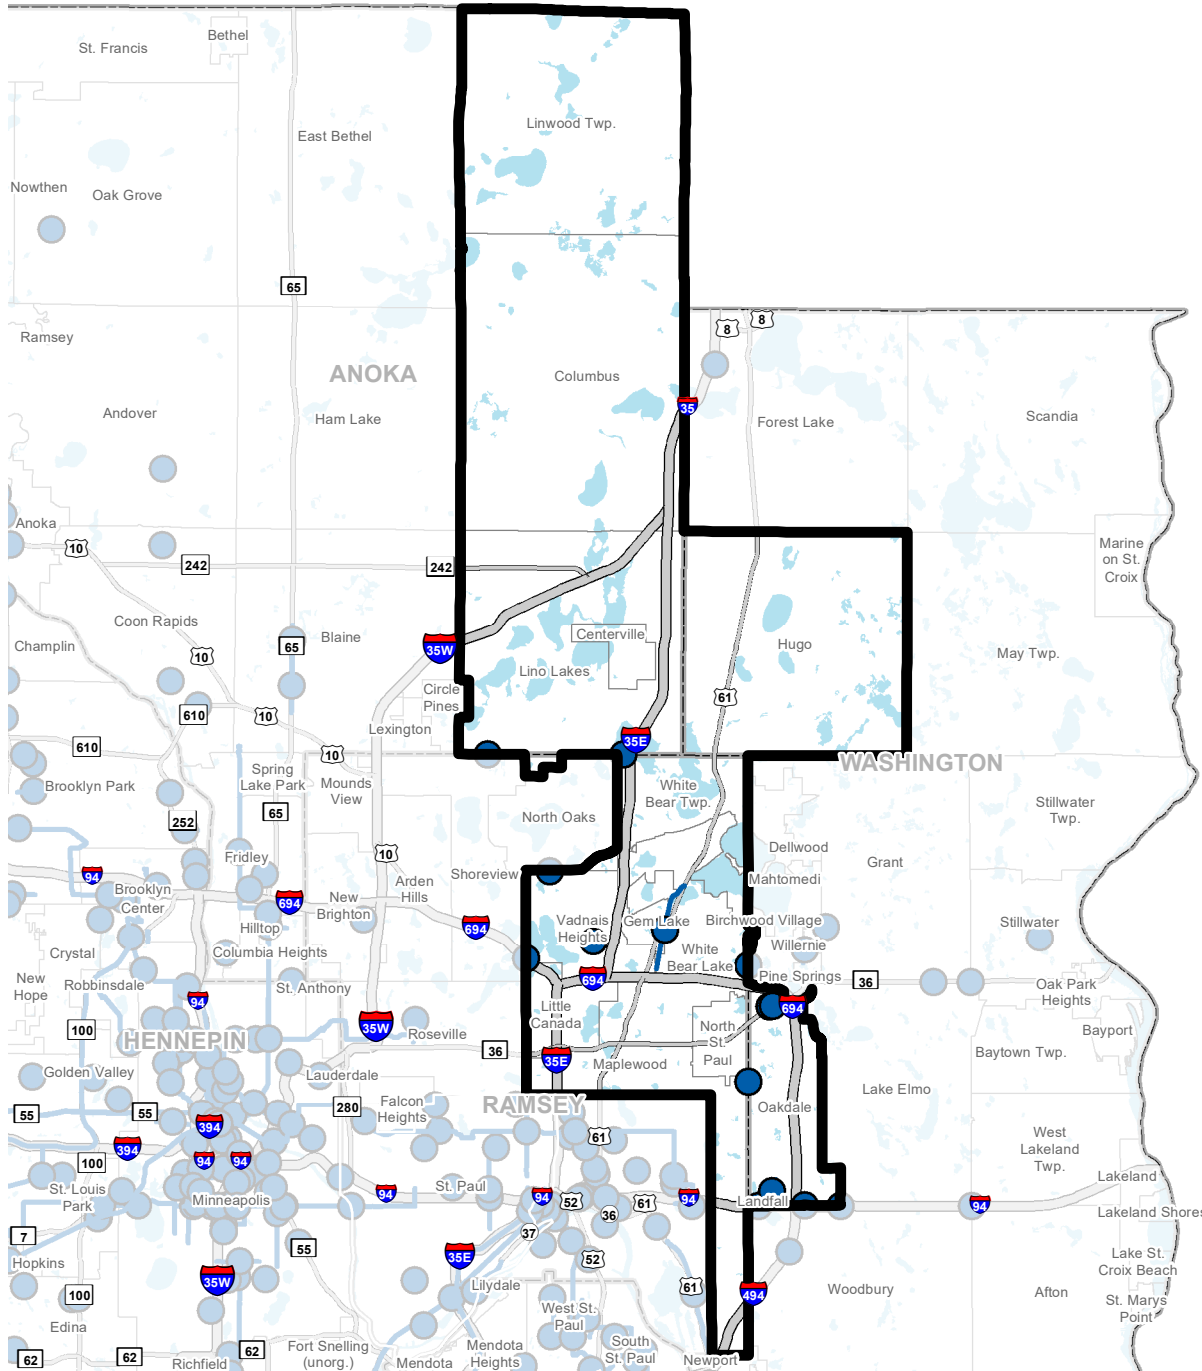 Bethel
St. Francis
Linwood Twp.
East Bethel
Nowthen
Oak Grove
65
8
8
Ramsey
ANOKA
Columbus
35
Andover
Ham Lake
Forest Lake
Scandia
Anoka
10
242
242
Marine
on St.
Croix
Coon Rapids
Blaine
65
Centerville
Hugo
Champlin
10
35W
Lino Lakes
May Twp.
Circle
Pines
61
610
10
Lexington
610
10
35E
WASHINGTON
Spring
Lake Park
Mounds
View
White
Bear Twp.
Brooklyn Park
Stillwater
Twp.
65
North Oaks
252
Fridley
10
Dellwood
Grant
94
Shoreview
Mahtomedi
Brooklyn
Center
Arden
Hills
694
New
Brighton
Hilltop
694
Vadnais
Heights
Gem Lake
Birchwood Village
Stillwater
Crystal
Columbia Heights
White
Bear Lake
Willernie
New
Hope
Robbinsdale
St. Anthony
694
Pine Springs
36
Oak Park
Heights
94
Little
Canada
694
100
35W
Roseville
North
St.
Paul
Bayport
HENNEPIN
36
35E
Maplewood
Baytown Twp.
Golden Valley
Lauderdale
Lake Elmo
55
55
280
Falcon
Heights
RAMSEY
Oakdale
394
61
West
Lakeland
Twp.
394
100
94
94
St. Louis
Park
Minneapolis
94
St. Paul
94
52
61
94
Landfall
Lakeland
94
36
Lakeland Shores
7
37
55
35E
52
Hopkins
35W
Lilydale
61
494
Woodbury
Lake St.
Croix Beach
Afton
100
West St.
Paul
St. Marys
Point
Edina
62
62
62
Fort Snelling
(unorg.)
Mendota
Heights
South
St. Paul
Richfield
Mendota
Newport